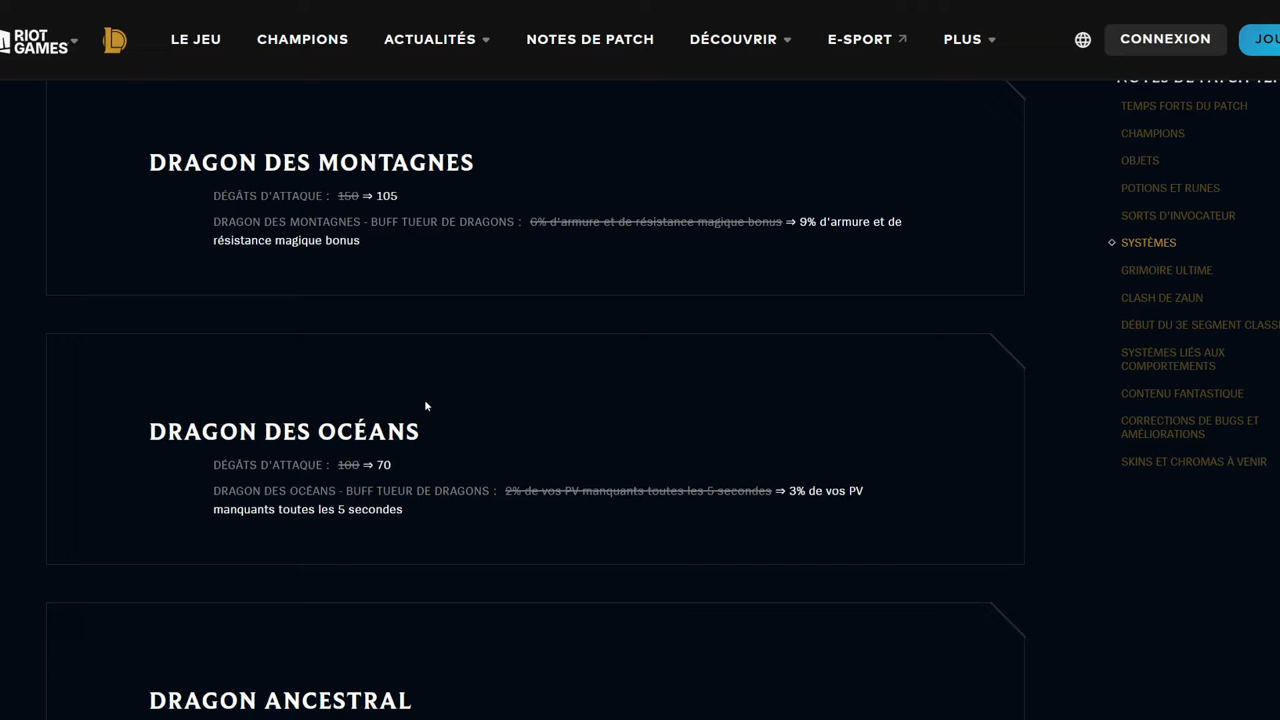 RIOT
GAMES
LE JEU
CHAMPIONS
ACTUALITÉS
NOTES DE PATCH
DÉCOUVRIR
E-SPORT
PLUS
CONNEXION
DRAGON DES MONTAGNES
DÉGÂTS D'ATTAQUE : 150 ⇒ 105
DRAGON DES MONTAGNES - BUFF TUEUR DE DRAGONS : 6% d'armure et de résistance magique bonus ⇒ 9% d'armure et de
résistance magique bonus
DRAGON DES OCÉANS
DÉGÂTS D'ATTAQUE : 100 ⇒ 70
DRAGON DES OCÉANS - BUFF TUEUR DE DRAGONS : 2% de vos PV manquants toutes les 5 secondes ⇒ 3% de vos PV
manquants toutes les 5 secondes
DRAGON ANCESTRAL
NOTES DE PATCH
TEMPS FORTS DU PATCH
CHAMPIONS
OBJETS
POTIONS ET RUNES
SORTS D'INVOCATEUR
SYSTÈMES
GRIMOIRE ULTIME
CLASH DE ZAUN
DÉBUT DU 3E SEGMENT
SYSTÈMES LIÉS AUX
COMPORTEMENTS
CONTENU FANTASTIQUE
CORRECTIONS DE BUGS ET
AMÉLIORATIONS
SKINS ET CHROMAS À VENIR